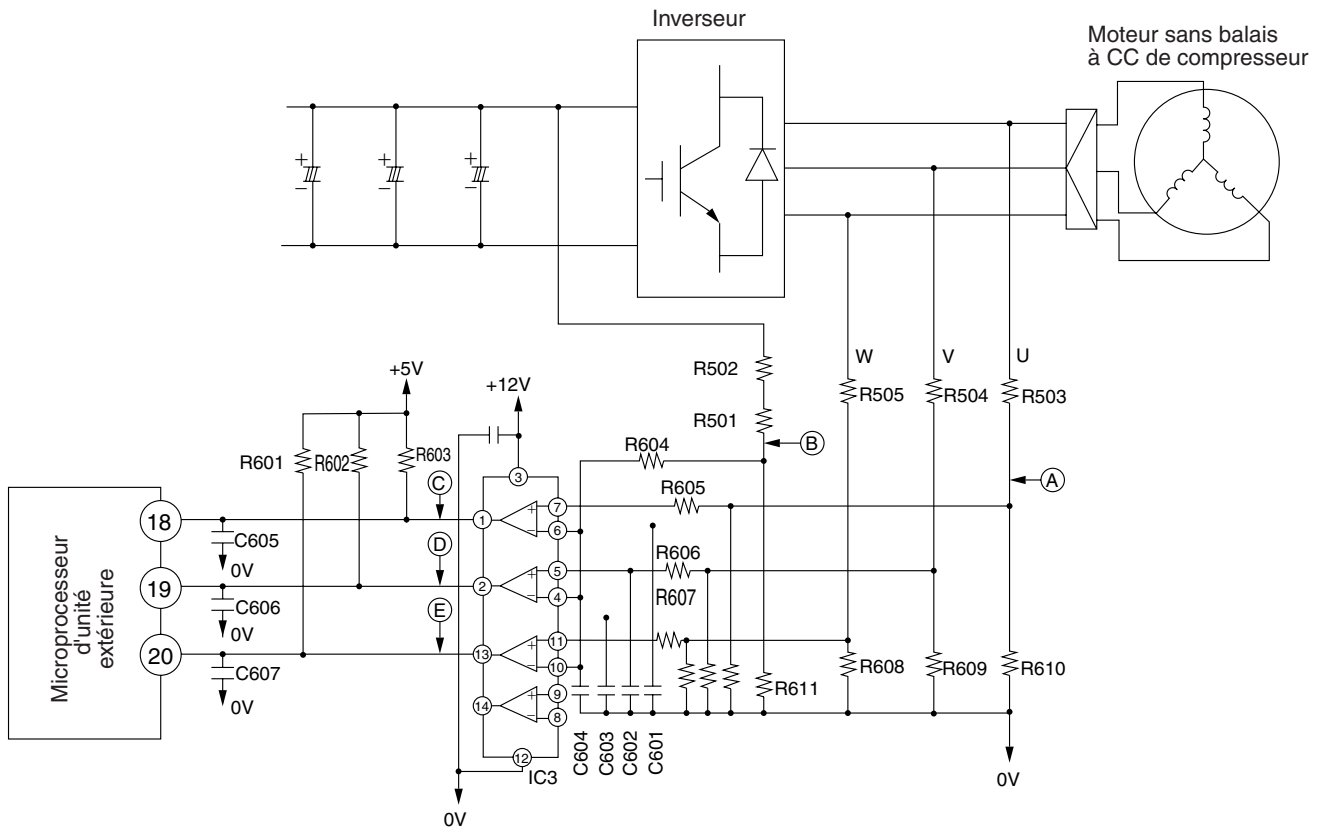 Inverseur
Moteur sans balais
à CC de compresseur
+
-
+
-
+
-
W
V
U
R502
R505
R504
R503
R501
+5V
+12V
B
R604
R601
R602
R603
A
3
C
R605
7
+
1
-
6
18
C605
0V
D
R606
5
+
2
-
4
R607
19
C606
0V
E
11
+
13
-
10
20
C607
0V
R608
R609
R610
R611
9
+
14
-
8
12
IC3
C604
C603
C602
C601
0V
0V
Microprocesseur
d'unité
extérieure